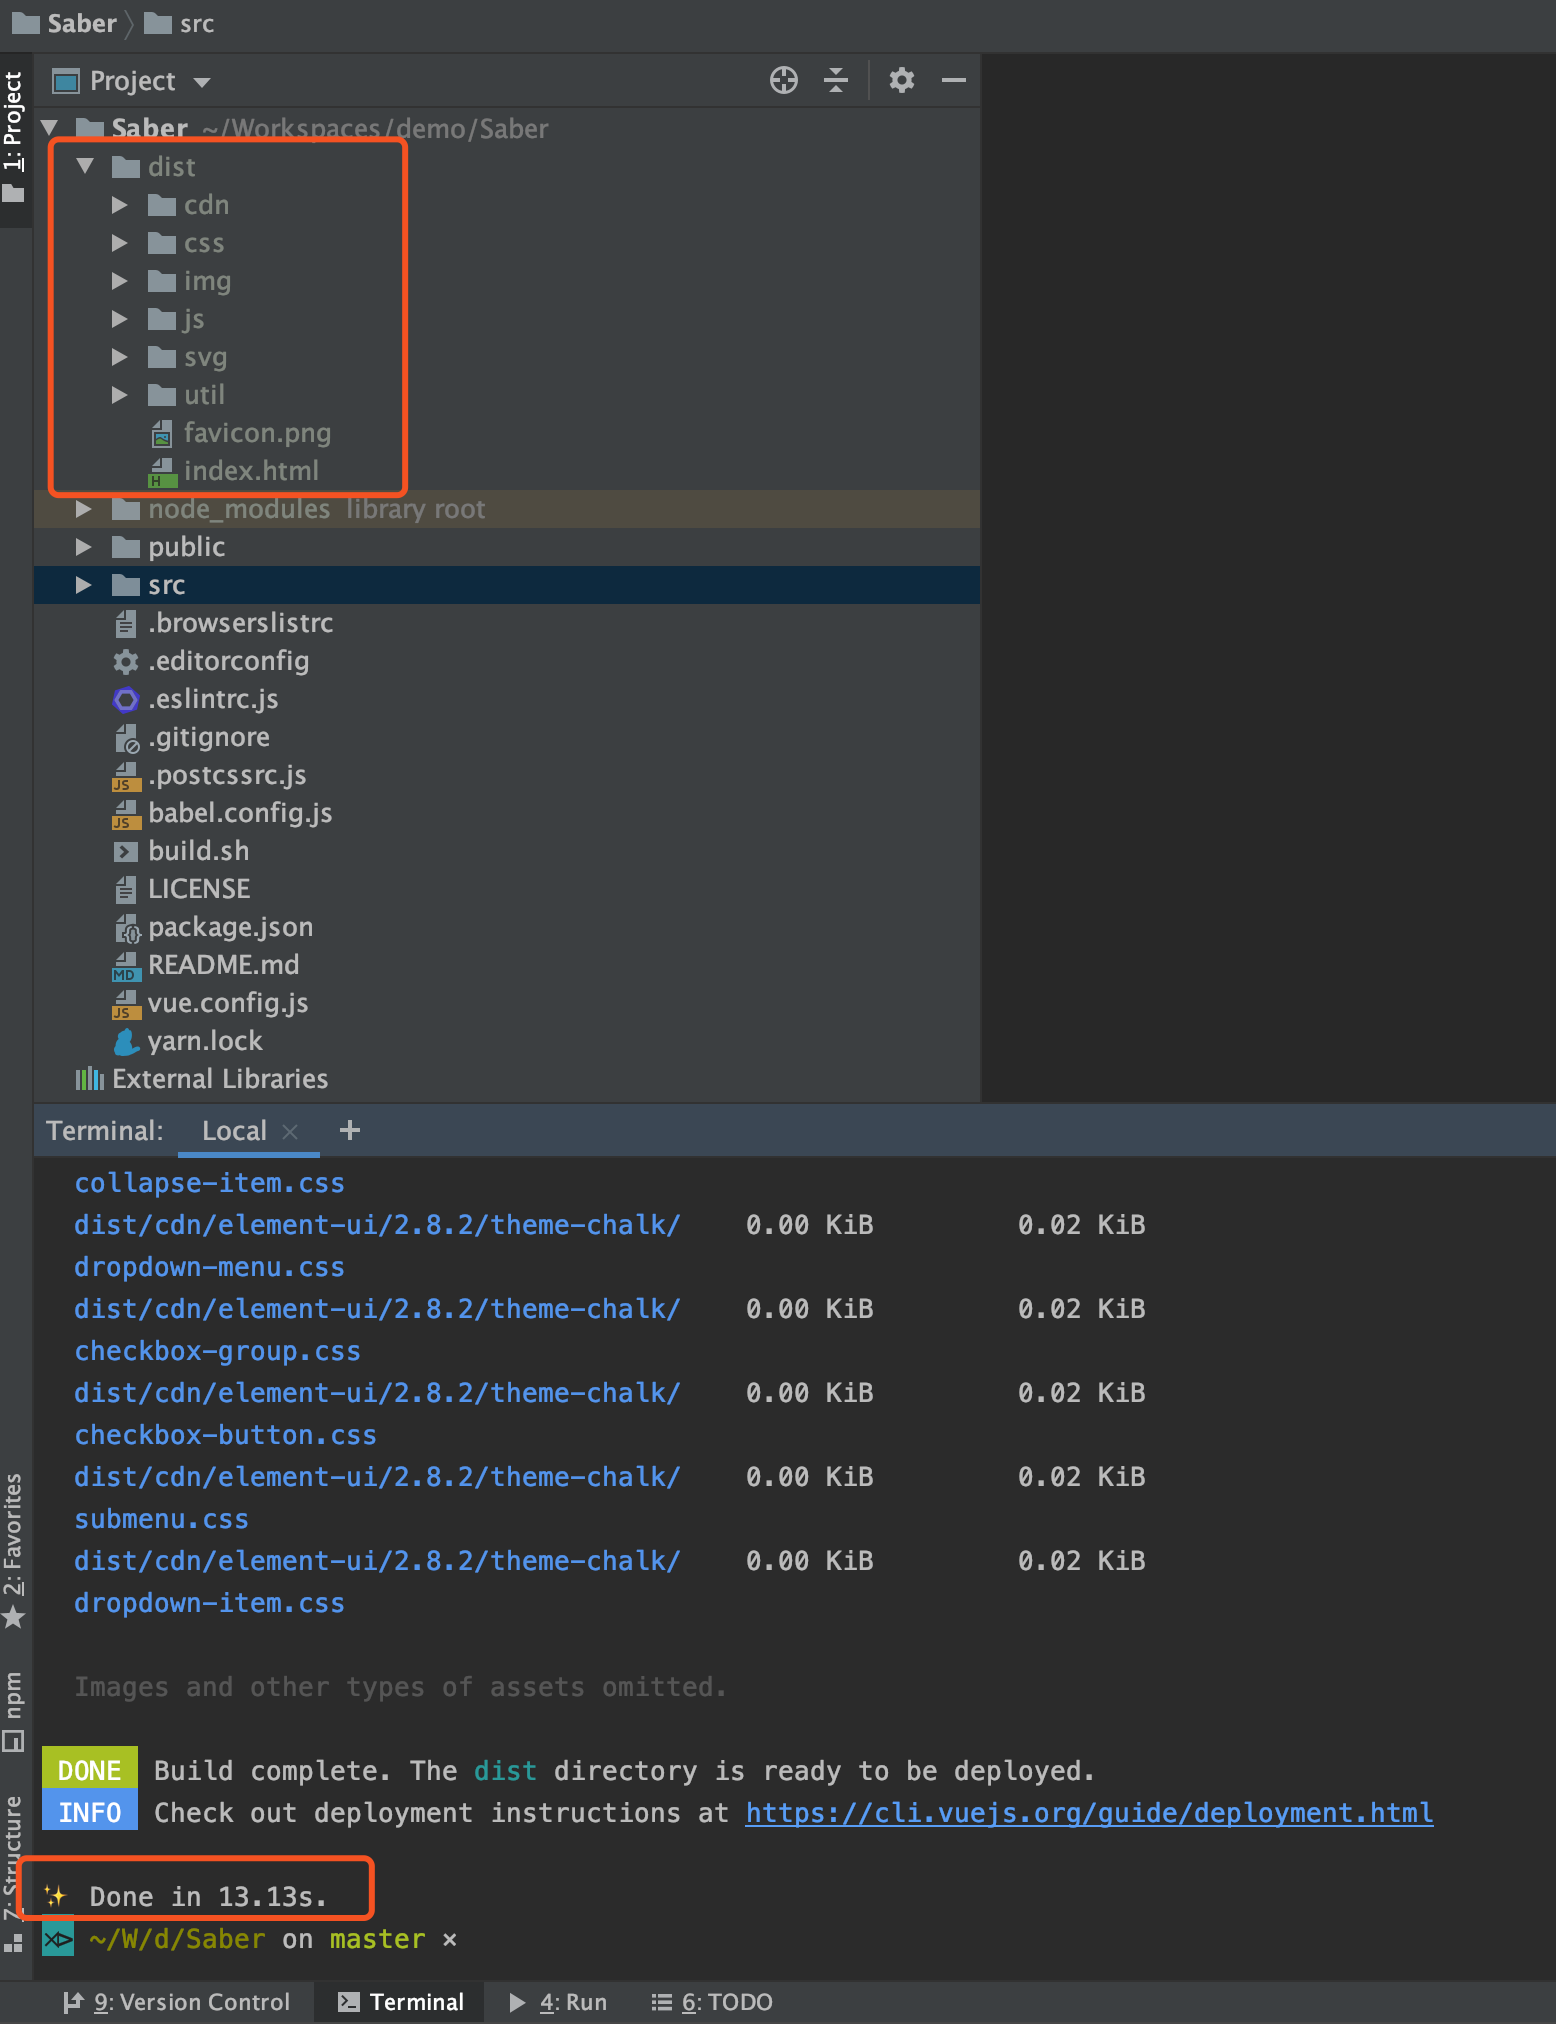 Saber src
Project
1: Project
Saber ~/Workspaces/demo/Saber
dist
cdn
css
img
js
svg
util
favicon.png
index.html
node_modules library root
public
src
.browserslistrc
.editorconfig
.eslintrc.js
.gitignore
.postcssrc.js
babel.config.js
build.sh
LICENSE
package.json
README.md
vue.config.js
yarn.lock
External Libraries
Terminal: Local × +
collapse-item.css
dist/cdn/element-ui/2.8.2/theme-chalk/ 0.00 KiB 0.02 KiB
dropdown-menu.css
dist/cdn/element-ui/2.8.2/theme-chalk/ 0.00 KiB 0.02 KiB
checkbox-group.css
dist/cdn/element-ui/2.8.2/theme-chalk/ 0.00 KiB 0.02 KiB
checkbox-button.css
dist/cdn/element-ui/2.8.2/theme-chalk/ 0.00 KiB 0.02 KiB
submenu.css
dist/cdn/element-ui/2.8.2/theme-chalk/ 0.00 KiB 0.02 KiB
dropdown-item.css
Images and other types of assets omitted.
DONE Build complete. The dist directory is ready to be deployed.
INFO Check out deployment instructions at https://cli.vuejs.org/guide/deployment.html
✨ Done in 13.13s.
~/W/d/Saber on master ×
2: Favorites
npm
7: Structure
9: Version Control Terminal 4: Run 6: TODO